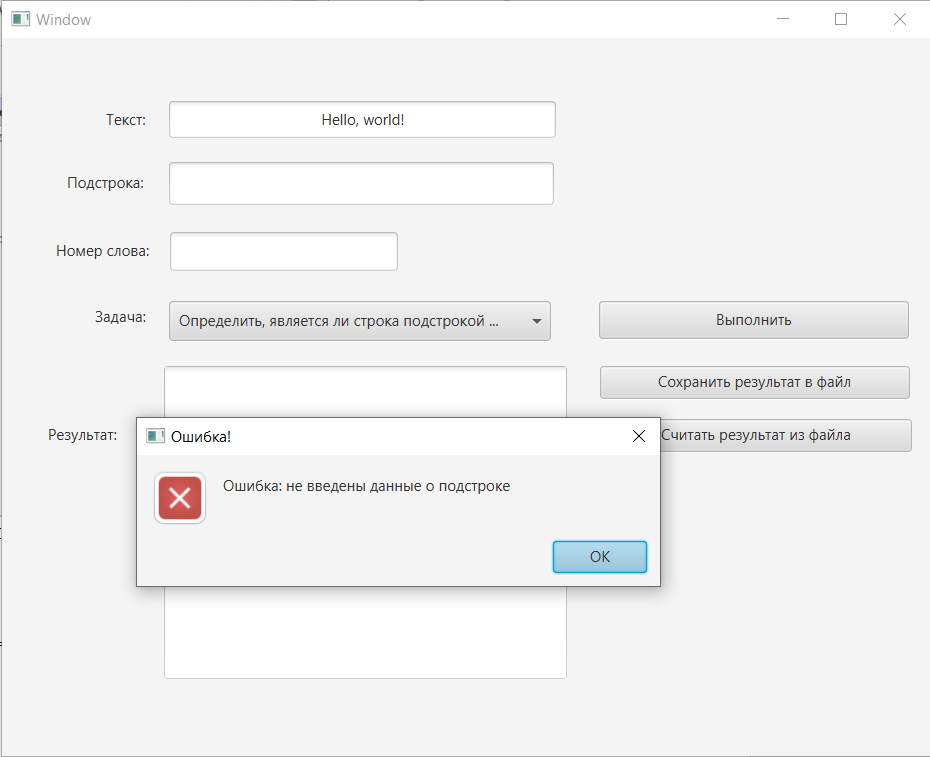 Window
Текст:
Hello, world!
Подстрока:
Номер слова:
Задача:
Определить, является ли строка подстрокой ...
Выполнить
Сохранить результат в файл
Результат:
Считать результат из файла
Ошибка!
Ошибка: не введены данные о подстроке
OK